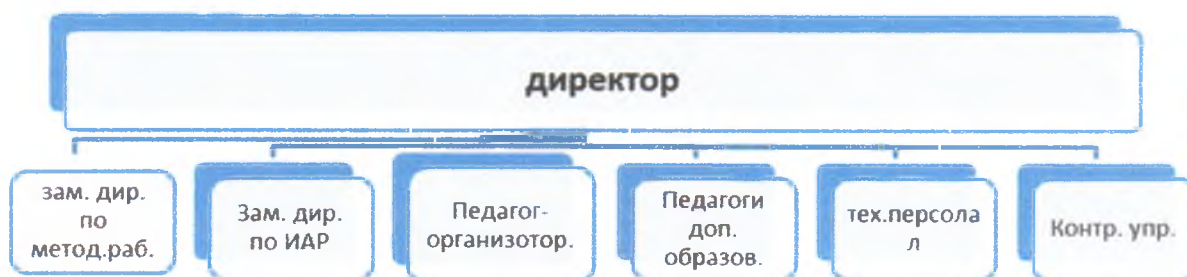 директор
зам. дир.
по
метод.раб.
Зам. дир.
по ИАР
Педагог-
организотор.
Педагоги
доп.
образов.
тех.персола
л
Контр. упр.